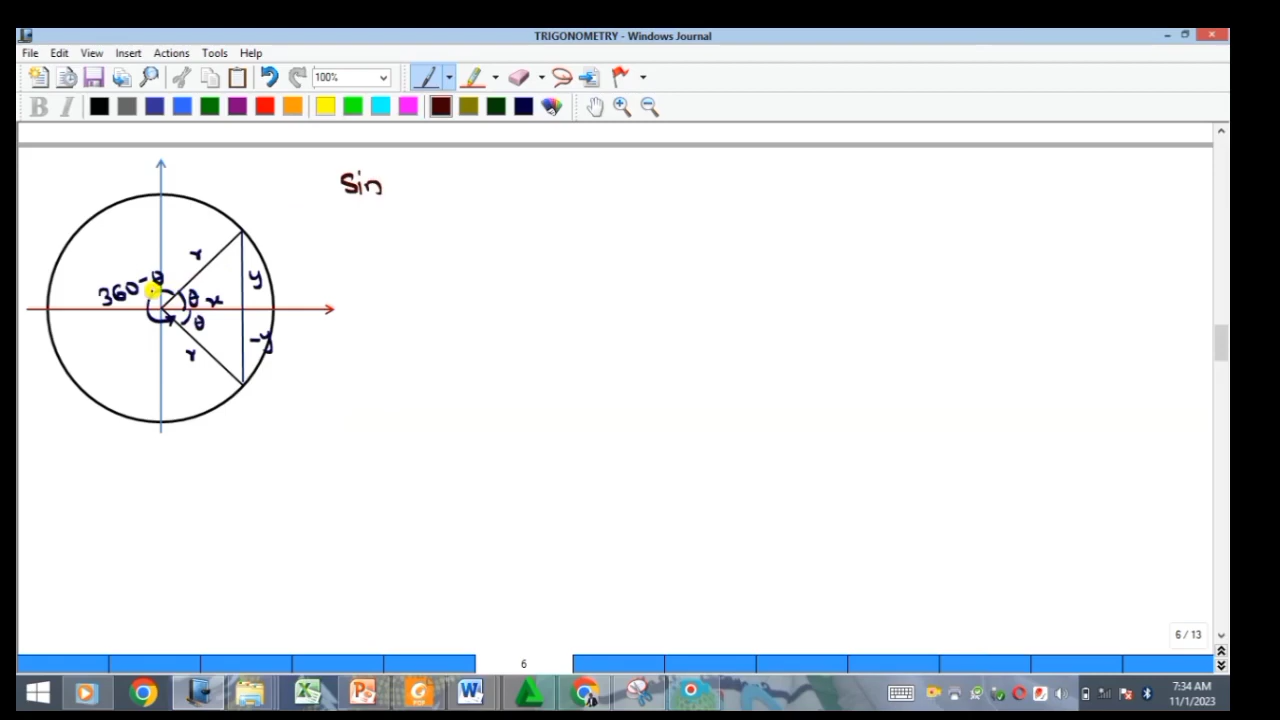 TRIGONOMETRY - Windows Journal
File Edit View Insert Actions Tools Help
100%
B I
Sin
r
y
360-θ
θ x
θ
-y
r
6 / 13
6
7:34 AM
11/1/2023